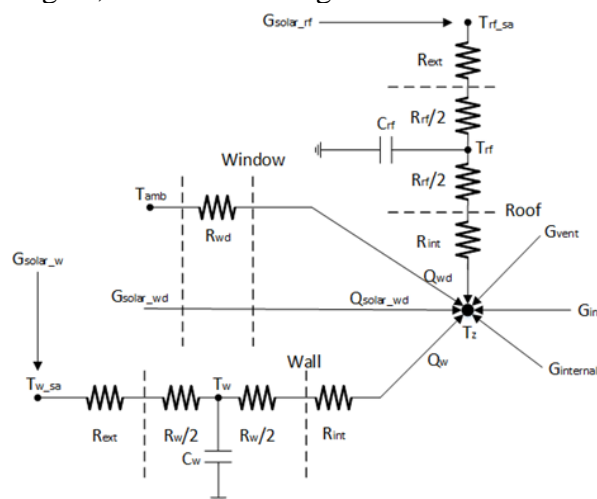 Gsolar_rf
Trf_sa
Rext
Rrf/2
Crf
Trf
Window
Rrf/2
Tamb
Roof
Rwd
Rint
Gvent
Gsolar_w
Qwd
Gsolar_wd
Qsolar_wd
Gin
Tz
Wall
Qw
Ginternal
Tw_sa
Tw
Rext
Rw/2
Rw/2
Rint
Cw